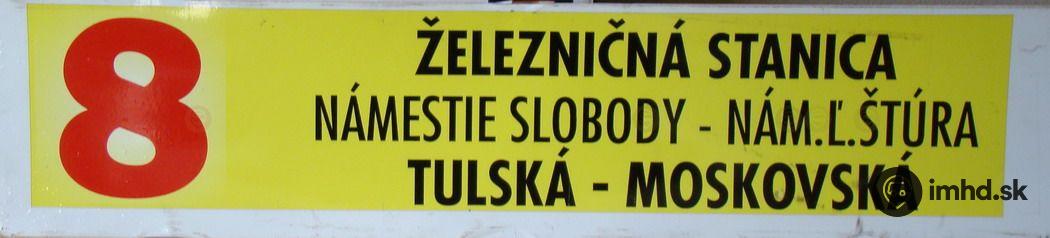 8
ŽELEZNIČNÁ STANICA
NÁMESTIE SLOBODY - NÁM.Ľ.ŠTÚRA
TULSKÁ - MOSKOVSKÁ
imhd.sk